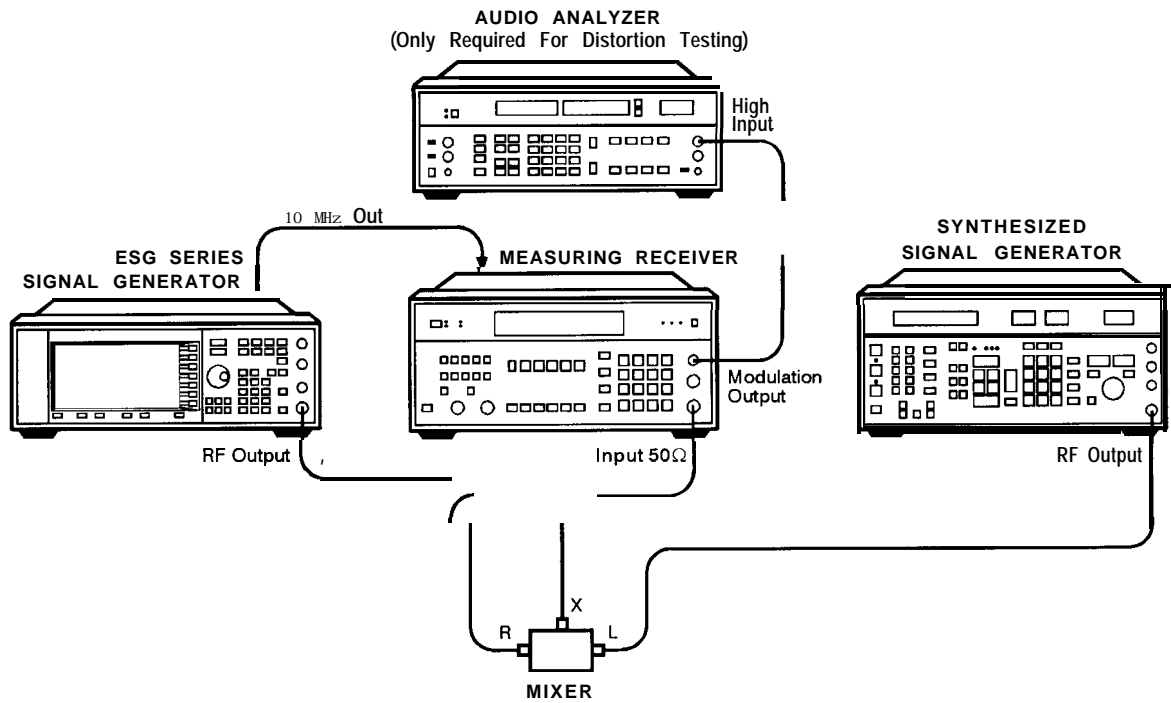 AUDIO ANALYZER
(Only Required For Distortion Testing)
High
Input
10 MHz Out
ESG SERIES
SIGNAL GENERATOR
MEASURING RECEIVER
SYNTHESIZED
SIGNAL GENERATOR
Modulation
Output
RF Output
Input 50Ω
RF Output
X
R
L
MIXER